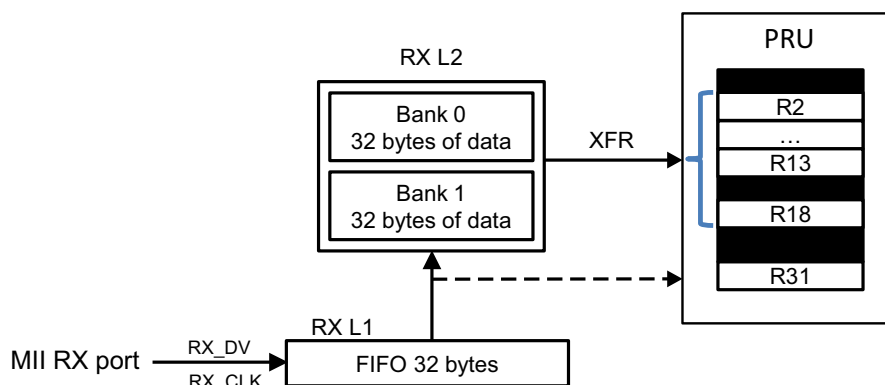 PRU
RX L2
R2
Bank 0
32 bytes of data
...
XFR
R13
Bank 1
32 bytes of data
R18
R31
RX L1
MII RX port
RX_DV
FIFO 32 bytes
RX_CLK